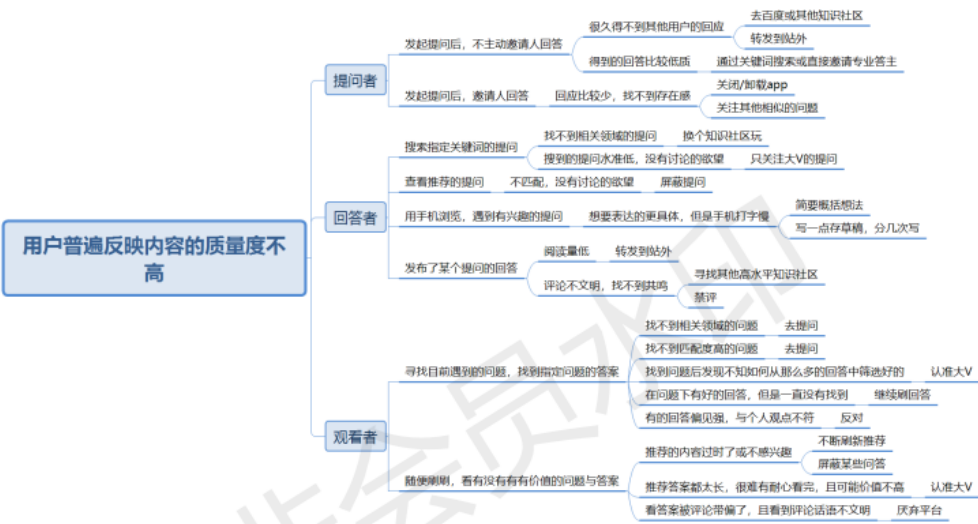 用户普遍反映内容的质量度不
高
提问者
发起提问后，不主动邀请人回答
很久得不到其他用户的回应
去百度或其他知识社区
转发到站外
得到的回答比较低质
通过关键词搜索或直接邀请专业答主
发起提问后，邀请人回答
回应比较少，找不到存在感
关闭/卸载app
关注其他相似的问题
回答者
搜索指定关键词的提问
找不到相关领域的提问
换个知识社区玩
搜到的提问水准低，没有讨论的欲望
只关注大V的提问
查看推荐的提问
不匹配，没有讨论的欲望
屏蔽提问
用手机浏览，遇到有兴趣的提问
想要表达的更具体，但是手机打字慢
简要概括想法
写一点存草稿，分几次写
发布了某个提问的回答
阅读量低
转发到站外
评论不文明，找不到共鸣
寻找其他高水平知识社区
禁评
观看者
寻找目前遇到的问题，找到指定问题的答案
找不到相关领域的问题
去提问
找不到匹配度高的问题
去提问
找到问题后发现不知如何从那么多的回答中筛选好的
认准大V
在问题下有好的回答，但是一直没有找到
继续刷回答
有的回答偏见强，与个人观点不符
反对
随便唰唰，看有没有有有价值的问题与答案
推荐的内容过时了或不感兴趣
不断刷新推荐
屏蔽某些问答
推荐答案都太长，很难有耐心看完，且可能价值不高
认准大V
看答案被评论带偏了，且看到评论话语不文明
厌弃平台
非会员水印